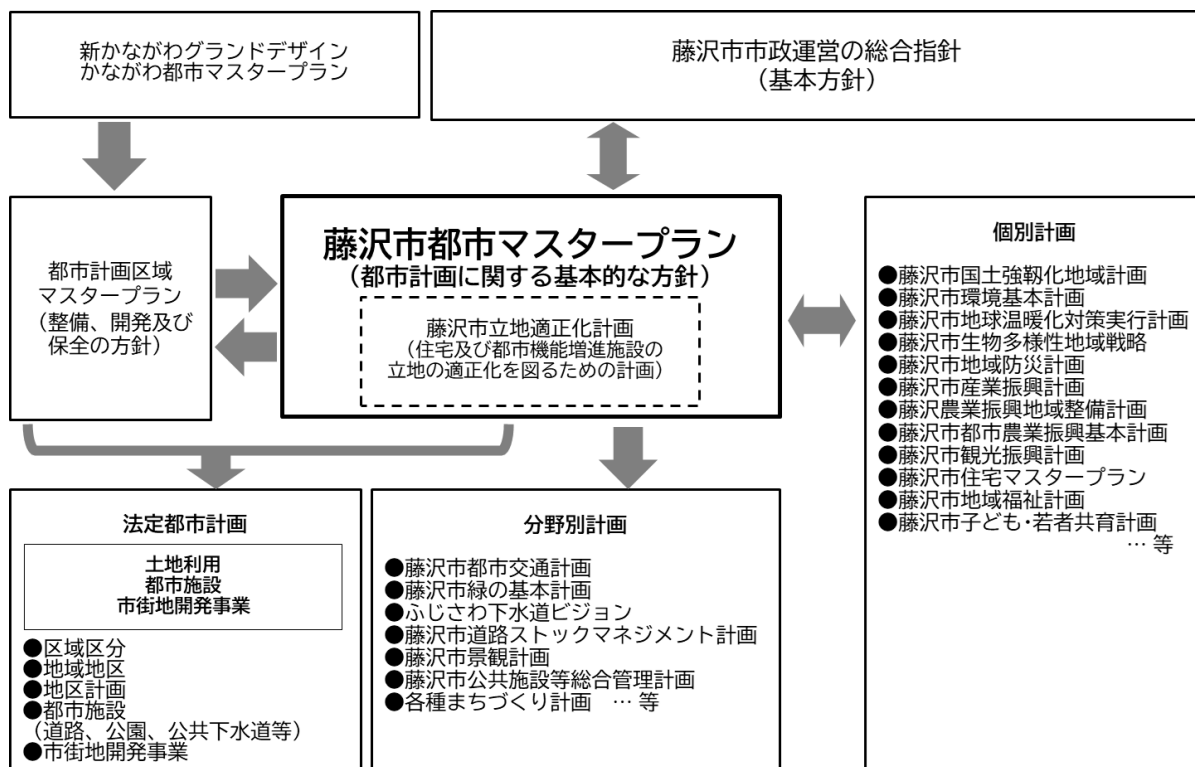 新かながわグランドデザイン
かながわ都市マスタープラン
藤沢市市政運営の総合指針
（基本方針）
都市計画区域
マスタープラン
（整備、開発及び
保全の方針）
藤沢市都市マスタープラン
（都市計画に関する基本的な方針）
藤沢市立地適正化計画
（住宅及び都市機能増進施設の
立地の適正化を図るための計画）
個別計画
●藤沢市国土強靱化地域計画
●藤沢市環境基本計画
●藤沢市地球温暖化対策実行計画
●藤沢市生物多様性地域戦略
●藤沢市地域防災計画
●藤沢市産業振興計画
●藤沢農業振興地域整備計画
●藤沢市都市農業振興基本計画
●藤沢市観光振興計画
●藤沢市住宅マスタープラン
●藤沢市地域福祉計画
●藤沢市子ども・若者共育計画
… 等
法定都市計画
土地利用
都市施設
市街地開発事業
●区域区分
●地域地区
●地区計画
●都市施設
（道路、公園、公共下水道等）
●市街地開発事業
分野別計画
●藤沢市都市交通計画
●藤沢市緑の基本計画
●ふじさわ下水道ビジョン
●藤沢市道路ストックマネジメント計画
●藤沢市景観計画
●藤沢市公共施設等総合管理計画
●各種まちづくり計画　… 等